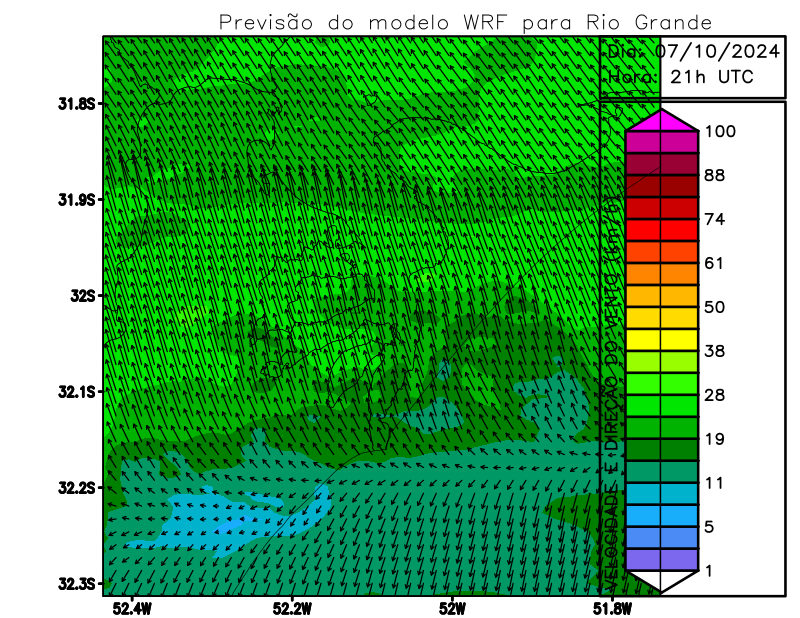 Previsão do modelo WRF para Rio Grande
Dia: 07/10/2024
Hora: 21h UTC
VELOCIDADE E DIREÇÃO DO VENTO (km/h)
100
88
74
61
50
38
28
19
11
5
1
31.8S
31.9S
32S
32.1S
32.2S
32.3S
52.4W
52.2W
52W
51.8W